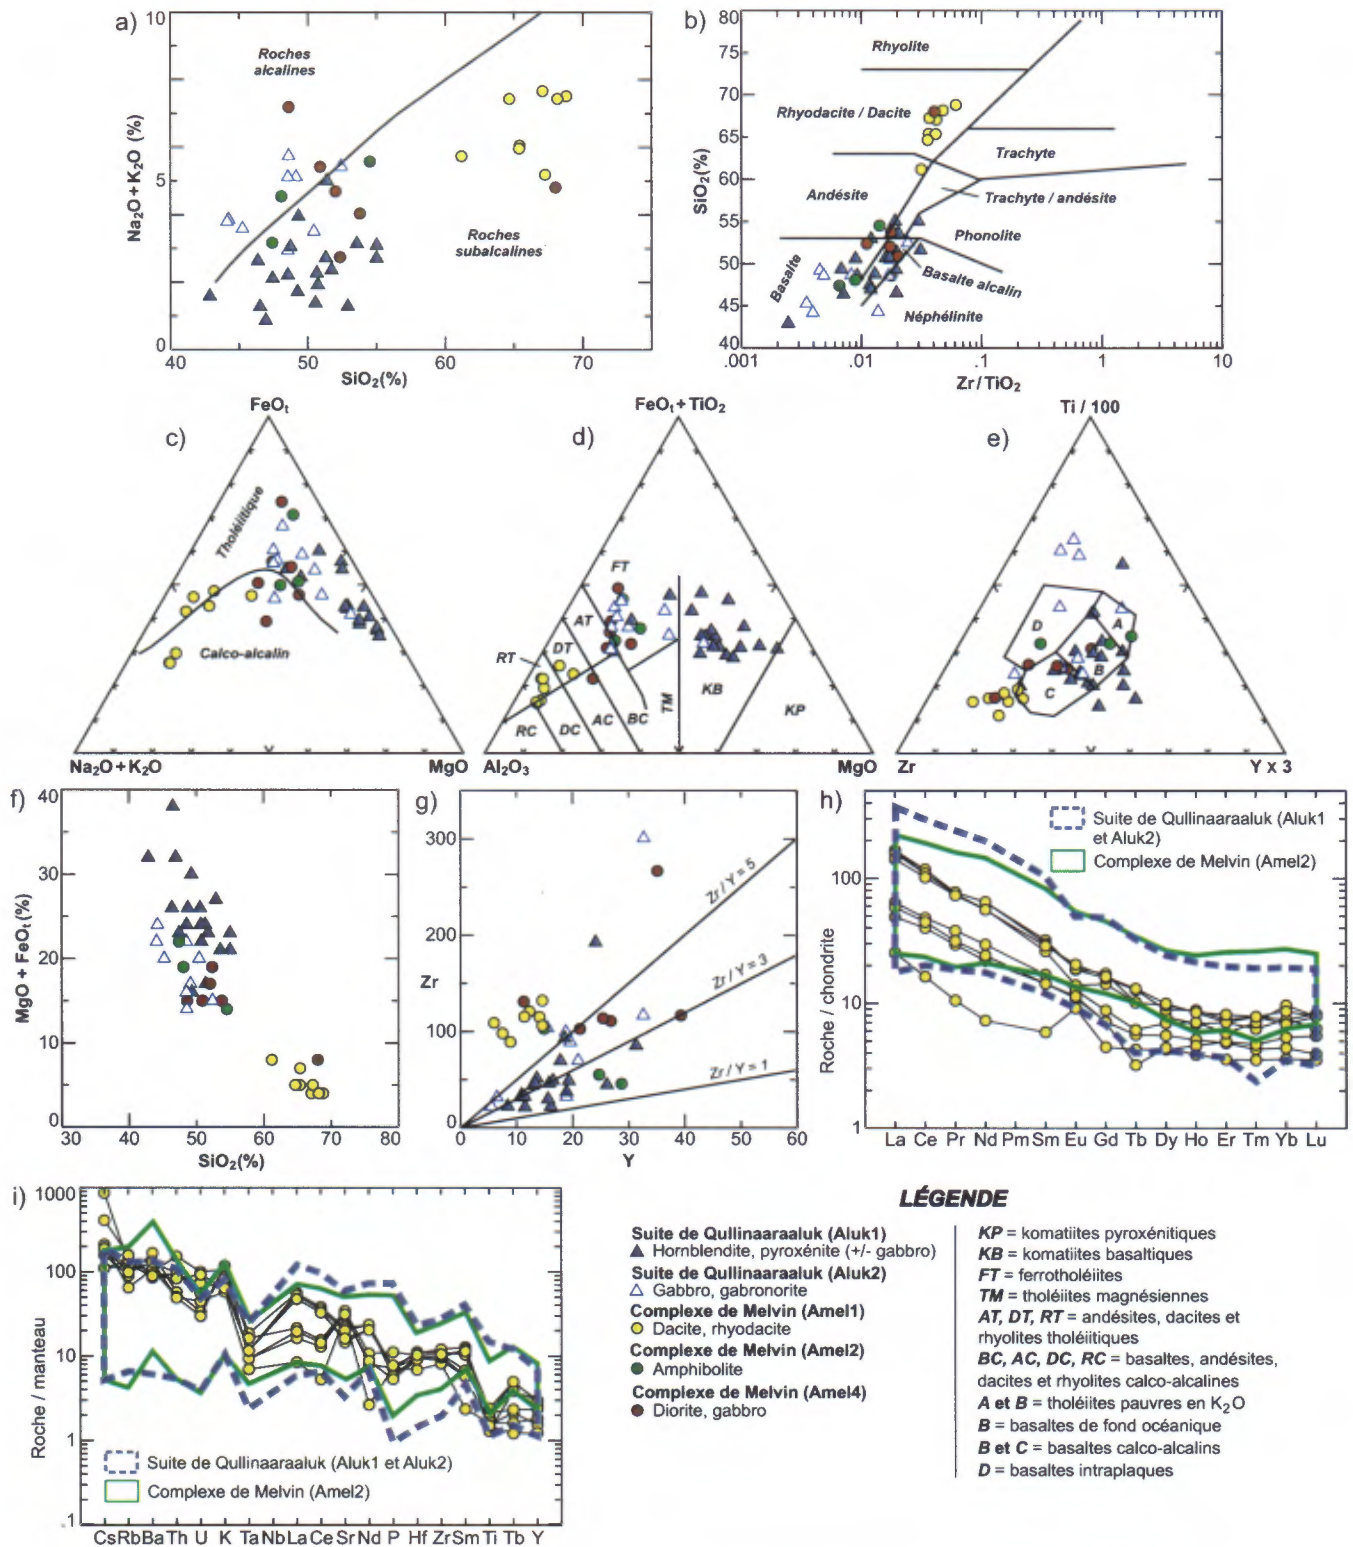 a)
Roches
alcalines
Roches
subalcalines
10
5
0
40
50
60
70
Na₂O + K₂O (%)
SiO₂(%)
b)
Rhyolite
Rhyodacite / Dacite
Trachyte
Andésite
Trachyte / andésite
Phonolite
Basalte
Basalte alcalin
Néphélinite
80
75
70
65
60
55
50
45
40
.001
.01
.1
1
10
SiO₂(%)
Zr / TiO₂
c)
FeOₜ
Tholéiitique
Calco-alcalin
Na₂O + K₂O
MgO
d)
FeOₜ + TiO₂
FT
AT
DT
RT
RC
DC
AC
BC
TM
KB
KP
Al₂O₃
MgO
e)
Ti / 100
D
A
B
C
Zr
Y x 3
f)
40
30
20
10
0
30
40
50
60
70
80
MgO + FeOₜ(%)
SiO₂(%)
g)
300
200
100
0
0
10
20
30
40
50
60
Zr
Y
Zr / Y = 5
Zr / Y = 3
Zr / Y = 1
h)
Suite de Qullinaaraaluk (Aluk1
et Aluk2)
Complexe de Melvin (Amel2)
100
10
1
Roche / chondrite
La Ce Pr Nd Pm Sm Eu Gd Tb Dy Ho Er Tm Yb Lu
i)
1000
100
10
1
.1
Roche / manteau
Suite de Qullinaaraaluk (Aluk1 et Aluk2)
Complexe de Melvin (Amel2)
Cs Rb Ba Th U K Ta Nb La Ce Sr Nd P Hf Zr Sm Ti Tb Y
LÉGENDE
Suite de Qullinaaraaluk (Aluk1)
Hornblendite, pyroxénite (+/- gabbro)
Suite de Qullinaaraaluk (Aluk2)
Gabbro, gabbronorite
Complexe de Melvin (Amel1)
Dacite, rhyodacite
Complexe de Melvin (Amel2)
Amphibolite
Complexe de Melvin (Amel4)
Diorite, gabbro
KP = komatiites pyroxénitiques
KB = komatiites basaltiques
FT = ferrotholéiites
TM = tholéiites magnésiennes
AT, DT, RT = andésites, dacites et
rhyolites tholéiitiques
BC, AC, DC, RC = basaltes, andésites,
dacites et rhyolites calco-alcalines
A et B = tholéiites pauvres en K₂O
B = basaltes de fond océanique
B et C = basaltes calco-alcalins
D = basaltes intraplaques